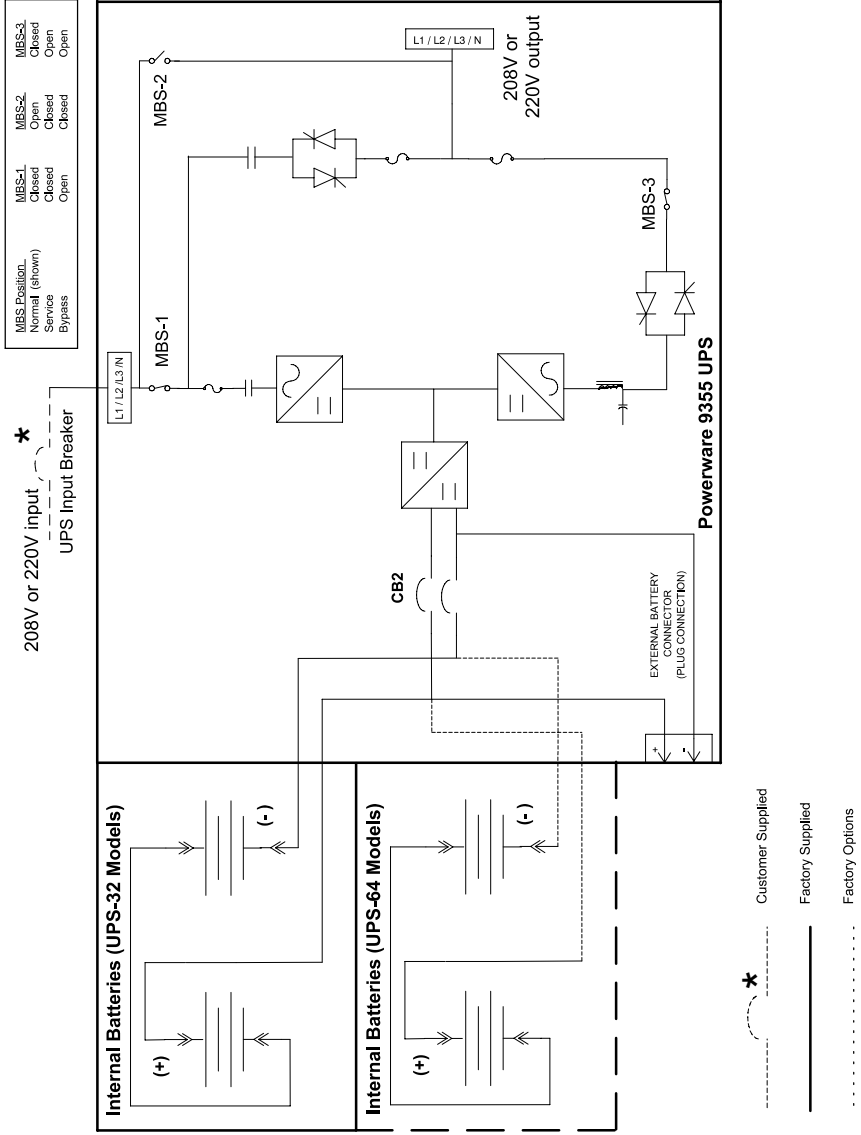 MBS Position MBS-1 MBS-2 MBS-3
Normal (shown) Closed Open Closed
Service Closed Closed Open
Bypass Open Closed Open
208V or 220V input
*
UPS Input Breaker
L1 / L2 /L3 /N
MBS-1
MBS-2
L1 / L2 / L3 / N
208V or
220V output
MBS-3
CB2
EXTERNAL BATTERY
CONNECTOR
(PLUG CONNECTION)
+
-
Powerware 9355 UPS
Internal Batteries (UPS-32 Models)
(+)
(-)
Internal Batteries (UPS-64 Models)
(+)
(-)
*
Customer Supplied
Factory Supplied
Factory Options